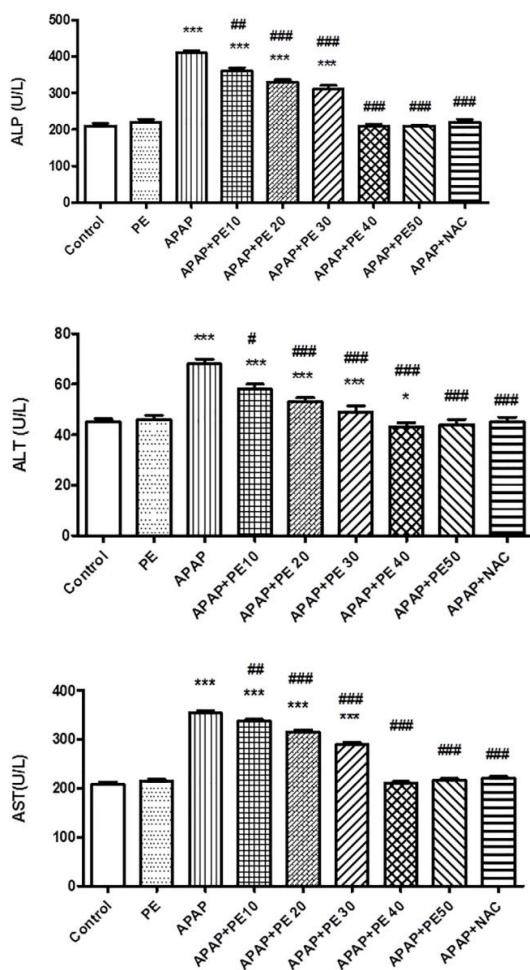 ALP (U/L)
500
400
300
200
100
0
***
##
***
###
***
###
***
###
###
###
Control
PE
APAP
APAP+PE10
APAP+PE 20
APAP+PE 30
APAP+PE 40
APAP+PE50
APAP+NAC
ALT (U/L)
80
60
40
20
0
***
#
***
###
***
###
***
###
*
###
###
Control
PE
APAP
APAP+PE10
APAP+PE 20
APAP+PE 30
APAP+PE 40
APAP+PE50
APAP+NAC
AST(U/L)
400
300
200
100
0
***
##
***
###
***
###
***
###
###
###
Control
PE
APAP
APAP+PE10
APAP+PE 20
APAP+PE 30
APAP+PE 40
APAP+PE50
APAP+NAC